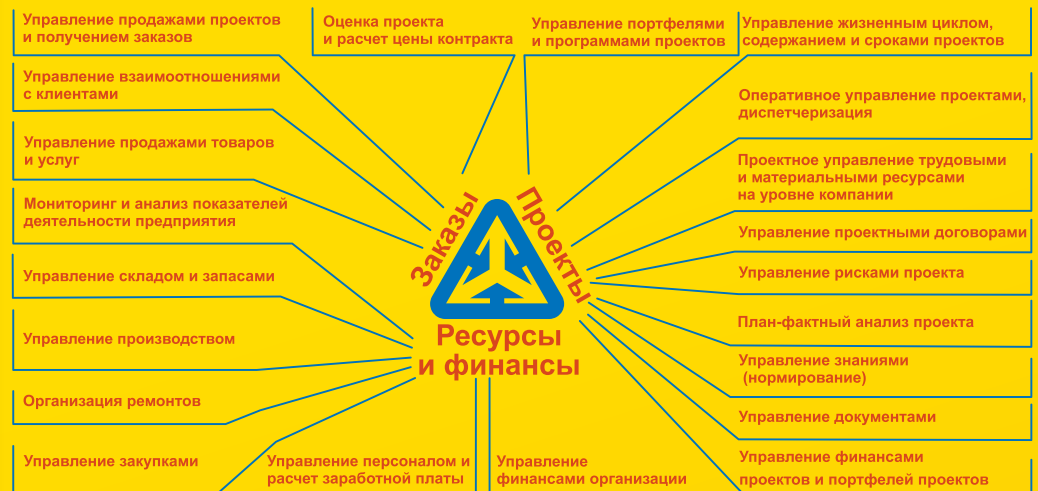 Управление продажами проектов
и получением заказов
Управление взаимоотношениями
с клиентами
Управление продажами товаров
и услуг
Мониторинг и анализ показателей
деятельности предприятия
Управление складом и запасами
Управление производством
Организация ремонтов
Управление закупками
Оценка проекта
и расчет цены контракта
Управление портфелями
и программами проектов
Управление жизненным циклом,
содержанием и сроками проектов
Оперативное управление проектами,
диспетчеризация
Проектное управление трудовыми
и материальными ресурсами
на уровне компании
Управление проектными договорами
Управление рисками проекта
План-фактный анализ проекта
Управление знаниями
(нормирование)
Управление документами
Управление финансами
проектов и портфелей проектов
Заказы
Проекты
Ресурсы
и финансы
Управление персоналом и
расчет заработной платы
Управление
финансами организации